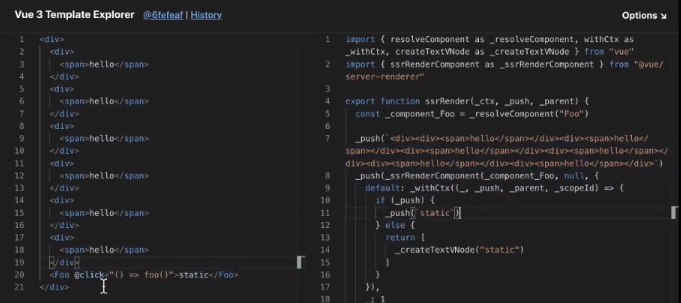 Vue 3 Template Explorer @6fefeaf | History
Options ↘
1 <div>
2 <div>
3 <span>hello</span>
4 </div>
5 <div>
6 <span>hello</span>
7 </div>
8 <div>
9 <span>hello</span>
10 </div>
11 <div>
12 <span>hello</span>
13 </div>
14 <div>
15 <span>hello</span>
16 </div>
17 <div>
18 <span>hello</span>
19 </div>
20 <Foo @click="() => foo()">static</Foo>
21 </div>
1 import { resolveComponent as _resolveComponent, withCtx as
_withCtx, createTextVNode as _createTextVNode } from "vue"
2 import { ssrRenderComponent as _ssrRenderComponent } from "@vue/
server-renderer"
3
4 export function ssrRender(_ctx, _push, _parent) {
5 const _component_Foo = _resolveComponent("Foo")
6
7 _push(`<div><div><span>hello</span></div><div><span>hello</
span></div><div><span>hello</span></div><div><span>hello</span></
div><div><span>hello</span></div><div><span>hello</span></div>`)
8 _push(_ssrRenderComponent(_component_Foo, null, {
9 default: _withCtx((_, _push, _parent, _scopeId) => {
10 if (_push) {
11 _push(`static`)
12 } else {
13 return [
14 _createTextVNode("static")
15 ]
16 }
17 }),
18 _: 1